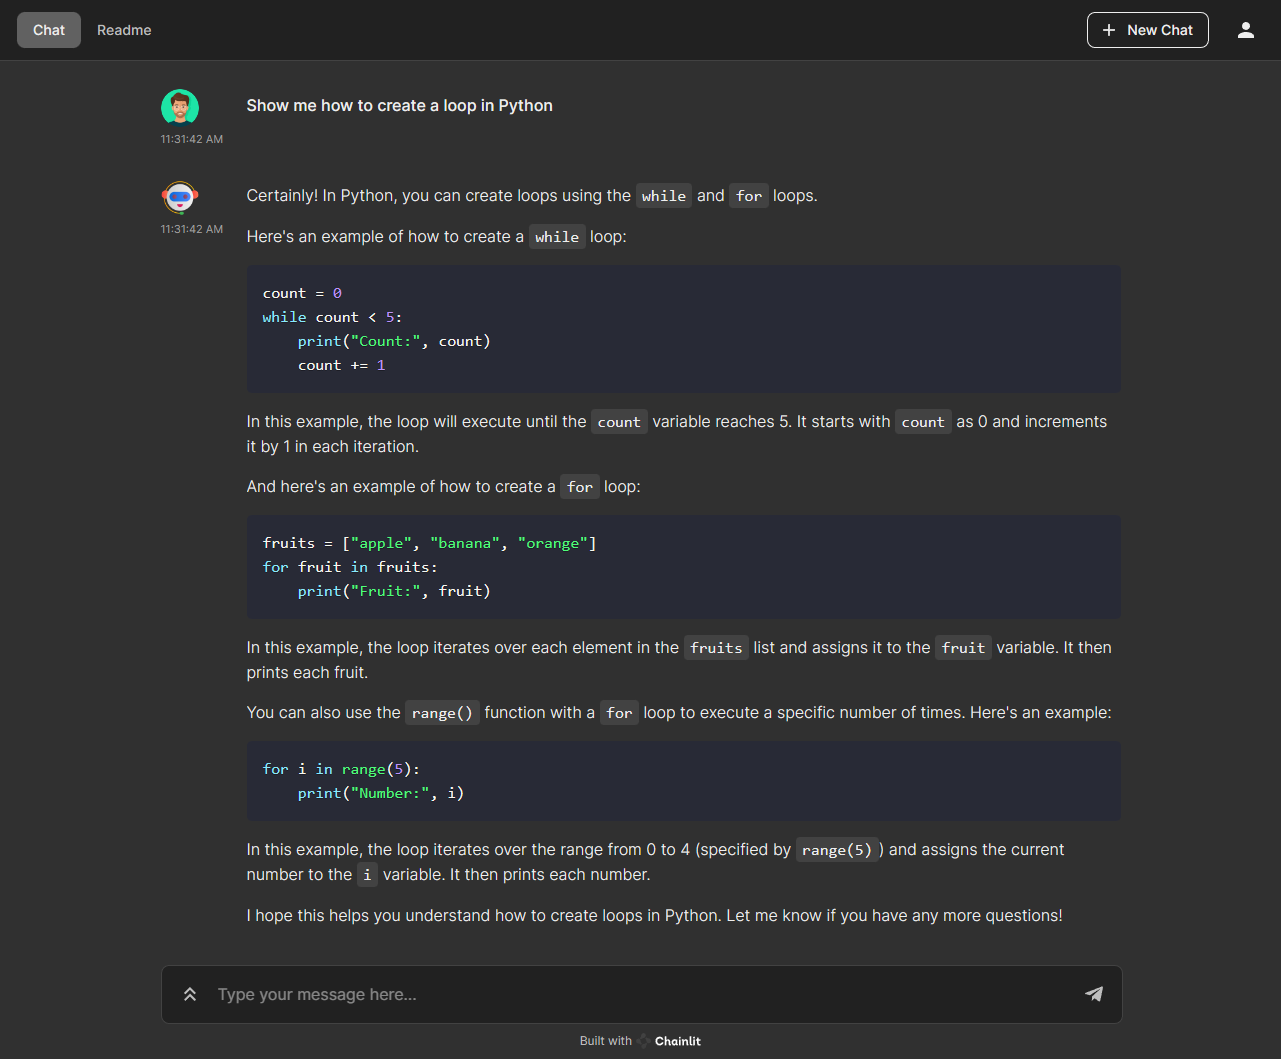 Chat Readme New Chat
Show me how to create a loop in Python
11:31:42 AM
Certainly! In Python, you can create loops using the while and for loops.
11:31:42 AM
Here's an example of how to create a while loop:
count = 0
while count < 5:
    print("Count:", count)
    count += 1
In this example, the loop will execute until the count variable reaches 5. It starts with count as 0 and increments
it by 1 in each iteration.
And here's an example of how to create a for loop:
fruits = ["apple", "banana", "orange"]
for fruit in fruits:
    print("Fruit:", fruit)
In this example, the loop iterates over each element in the fruits list and assigns it to the fruit variable. It then
prints each fruit.
You can also use the range() function with a for loop to execute a specific number of times. Here's an example:
for i in range(5):
    print("Number:", i)
In this example, the loop iterates over the range from 0 to 4 (specified by range(5) ) and assigns the current
number to the i variable. It then prints each number.
I hope this helps you understand how to create loops in Python. Let me know if you have any more questions!
Type your message here...
Built with Chainlit